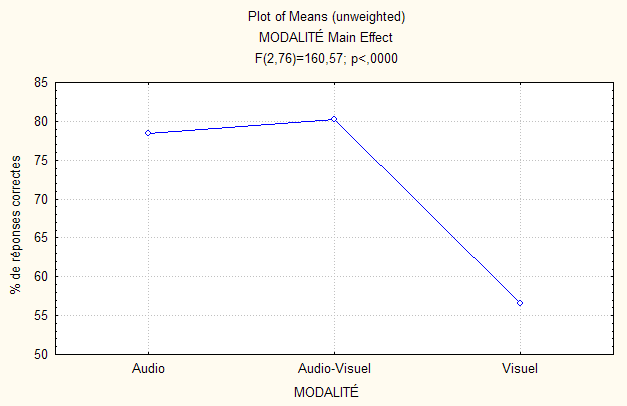 Plot of Means (unweighted)
MODALITÉ Main Effect
F(2,76)=160,57; p<,0000
% de réponses correctes
85
80
75
70
65
60
55
50
Audio
Audio-Visuel
Visuel
MODALITÉ